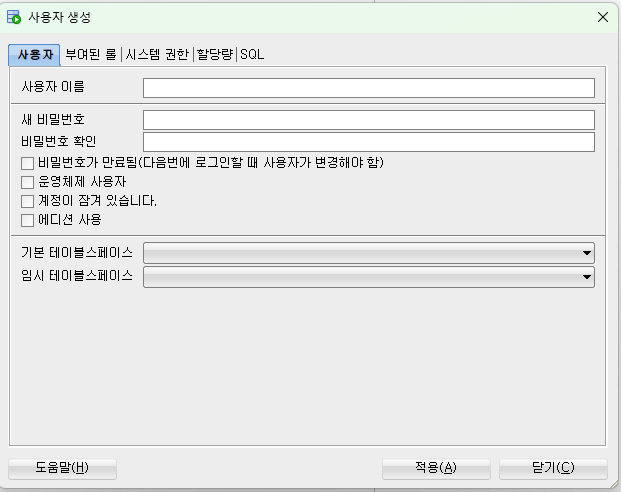 사용자 생성
사용자 부여된 롤 시스템 권한 할당량 SQL
사용자 이름
새 비밀번호
비밀번호 확인
비밀번호가 만료됨(다음번에 로그인할 때 사용자가 변경해야 함)
운영체제 사용자
계정이 잠겨 있습니다.
에디션 사용
기본 테이블스페이스
임시 테이블스페이스
도움말(H) 적용(A) 닫기(C)